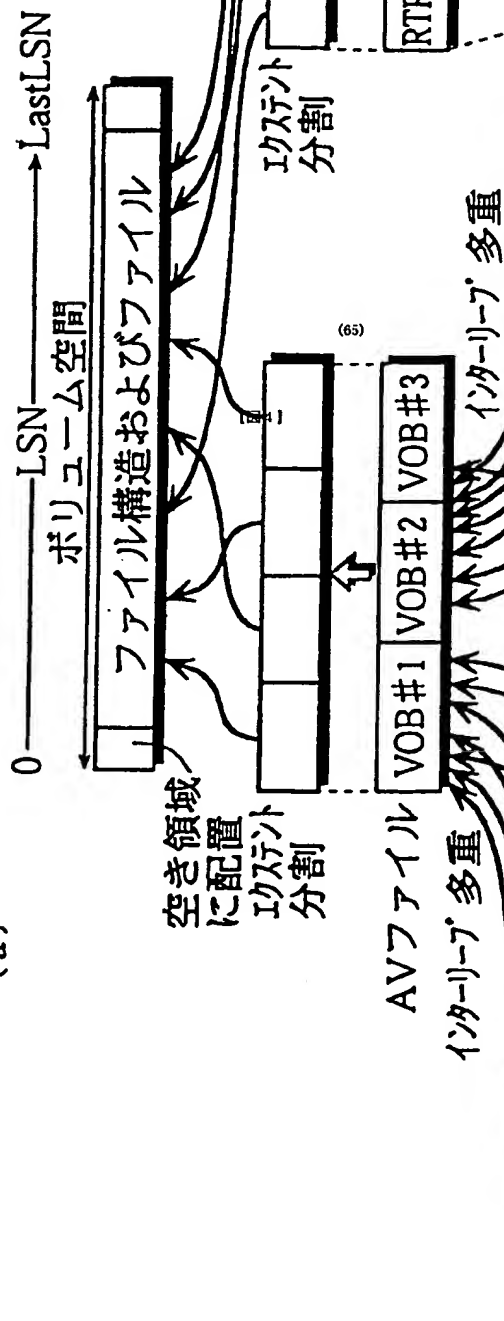 0 LSN LastLSN
ボリューム空間
ファイル構造およびファイル
空き領域
に配置
エクステント
分割
エクステント
分割
(65)
AVファイル
VOB#1
VOB#2
VOB#3
インターリーブ 多重
インターリーブ 多重